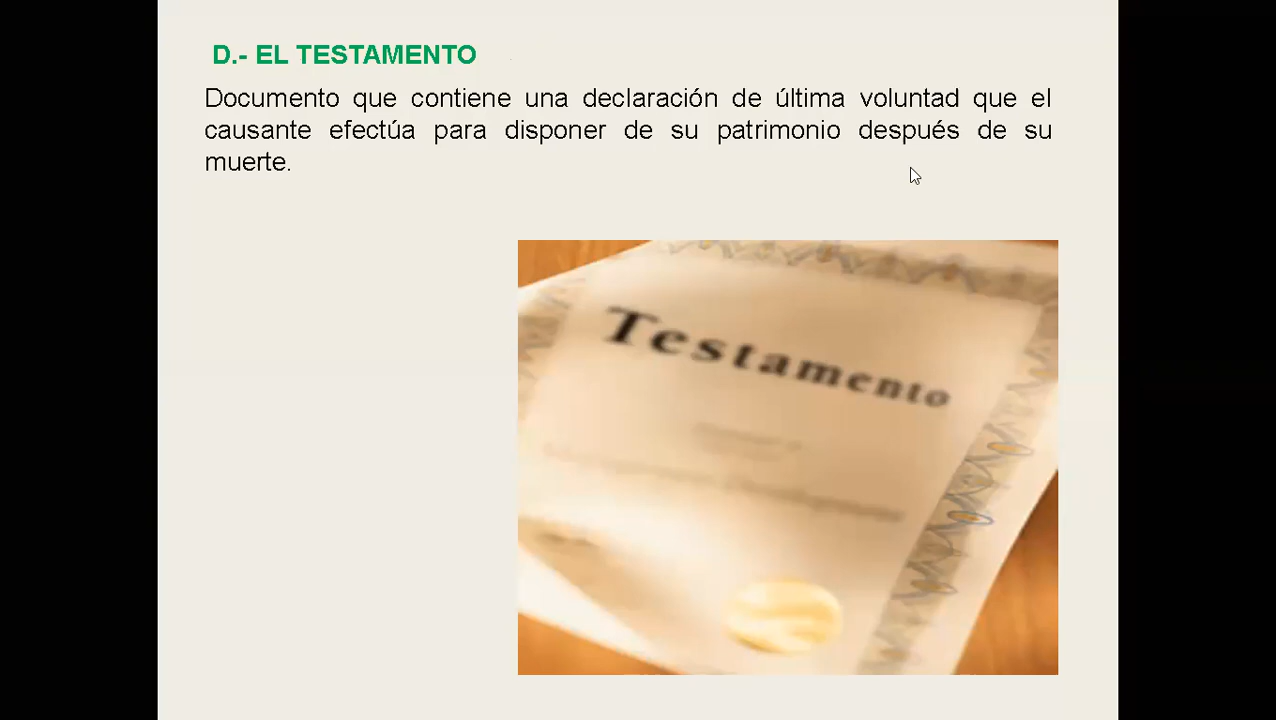 D.- EL TESTAMENTO
Documento que contiene una declaración de última voluntad que el
causante efectúa para disponer de su patrimonio después de su
muerte.
Testamento